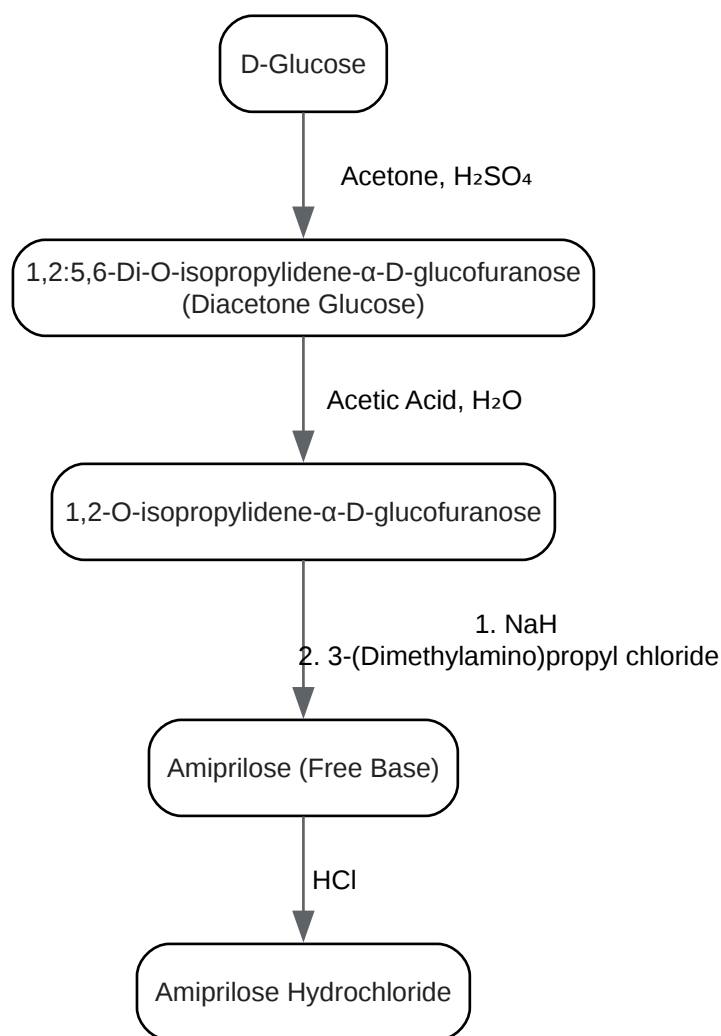 D-Glucose
Acetone, H₂SO₄
1,2:5,6-Di-O-isopropylidene-α-D-glucofuranose
(Diacetone Glucose)
Acetic Acid, H₂O
1,2-O-isopropylidene-α-D-glucofuranose
1. NaH
2. 3-(Dimethylamino)propyl chloride
Amiprilose (Free Base)
HCl
Amiprilose Hydrochloride